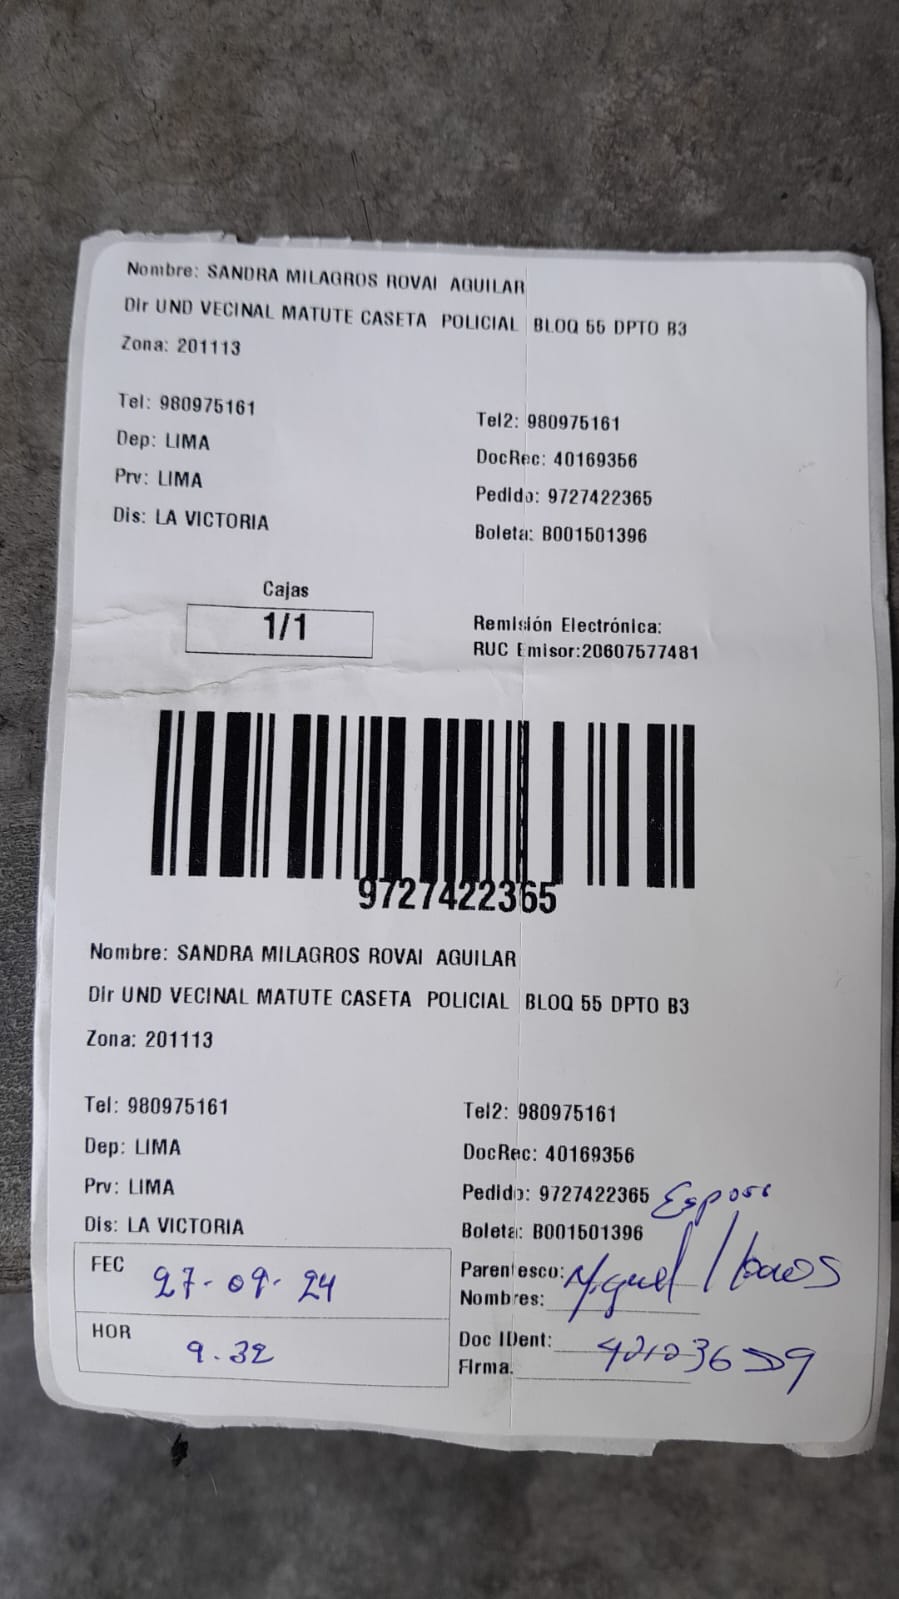 Nombre: SANDRA MILAGROS ROVAI AGUILAR
Dir UND VECINAL MATUTE CASETA POLICIAL BLOQ 55 DPTO B3
Zona: 201113
Tel: 980975161
Tel2: 980975161
Dep: LIMA
DocRec: 40169356
Prv: LIMA
Pedido: 9727422365
Dis: LA VICTORIA
Boleta: B001501396
Cajas
1/1
Remisión Electrónica:
RUC Emisor:20607577481
9727422365
Nombre: SANDRA MILAGROS ROVAI AGUILAR
Dir UND VECINAL MATUTE CASETA POLICIAL BLOQ 55 DPTO B3
Zona: 201113
Tel: 980975161
Tel2: 980975161
Dep: LIMA
DocRec: 40169356
Prv: LIMA
Pedido: 9727422365 Esposo
Dis: LA VICTORIA
Boleta: B001501396
FEC 27-09-24
Parentesco: Miguel
Nombres:
HOR 9.32
Doc IDent:
Firma.